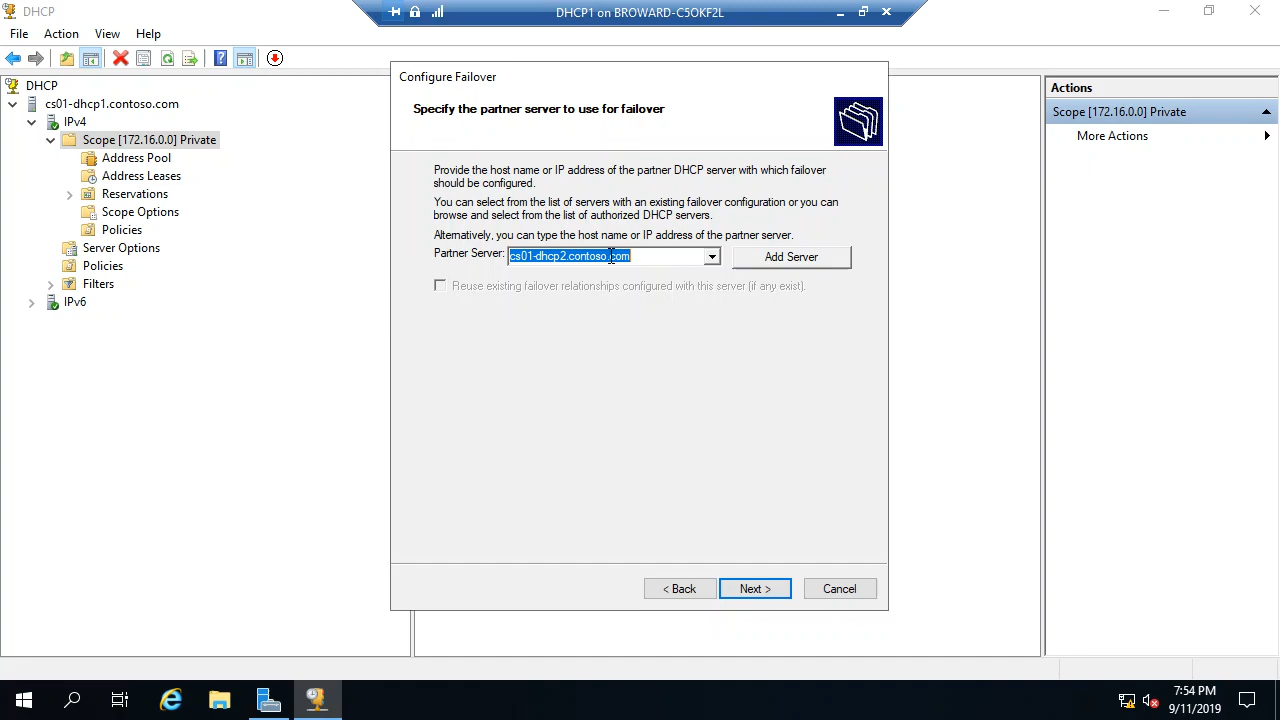 DHCP
DHCP1 on BROWARD-C5OKF2L
File Action View Help
DHCP
cs01-dhcp1.contoso.com
IPv4
Scope [172.16.0.0] Private
Address Pool
Address Leases
Reservations
Scope Options
Policies
Server Options
Policies
Filters
IPv6
Configure Failover
Specify the partner server to use for failover
Provide the host name or IP address of the partner DHCP server with which failover
should be configured.
You can select from the list of servers with an existing failover configuration or you can
browse and select from the list of authorized DHCP servers.
Alternatively, you can type the host name or IP address of the partner server.
Partner Server: cs01-dhcp2.contoso.com Add Server
Reuse existing failover relationships configured with this server (if any exist).
< Back Next > Cancel
Actions
Scope [172.16.0.0] Private
More Actions
7:54 PM
9/11/2019